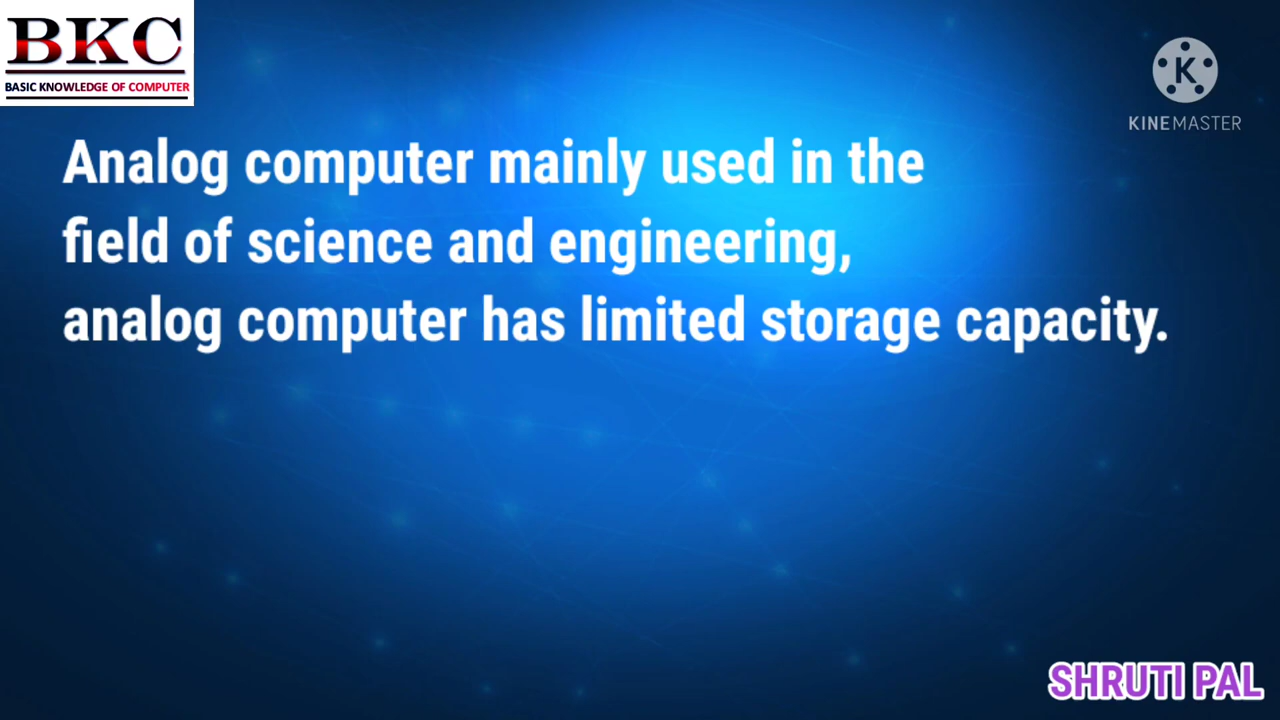 BKC
BASIC KNOWLEDGE OF COMPUTER
K
KINEMASTER
Analog computer mainly used in the
field of science and engineering,
analog computer has limited storage capacity.
SHRUTI PAL